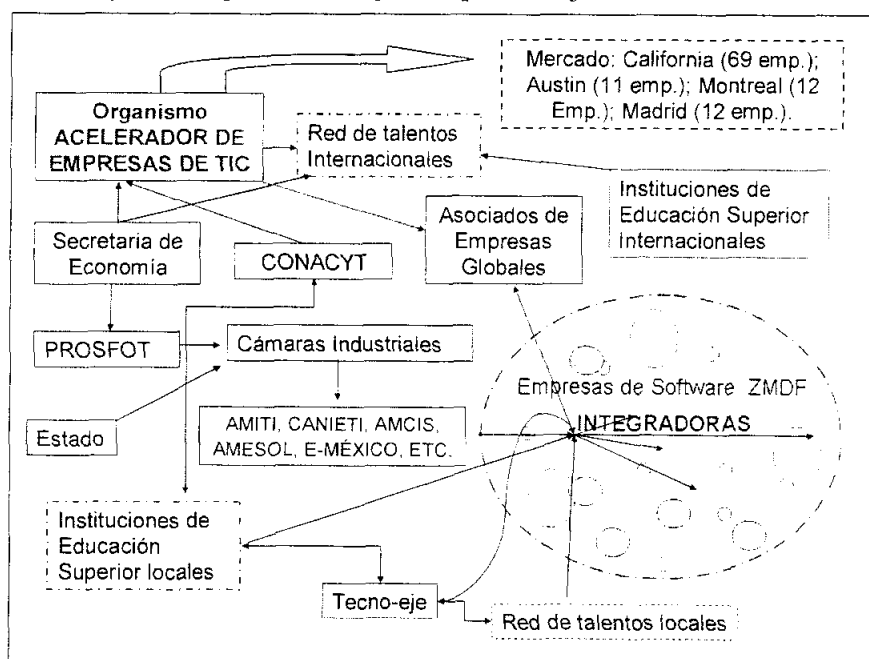 Mercado: California (69 emp.);
Austin (11 emp.); Montreal (12
Emp.); Madrid (12 emp.).
Organismo
ACELERADOR DE
EMPRESAS DE TIC
Red de talentos
Internacionales
Instituciones de
Educación Superior
Internacionales
Asociados de
Empresas
Globales
Secretaria de
Economía
CONACYT
PROSFOT
Cámaras Industriales
Empresas de Software ZMDF
INTEGRADORAS
Estado
AMITI, CANIETI, AMCIS,
AMESOL, E-MÉXICO, ETC.
Instituciones de
Educación
Superior locales
Tecno-eje
Red de talentos locales